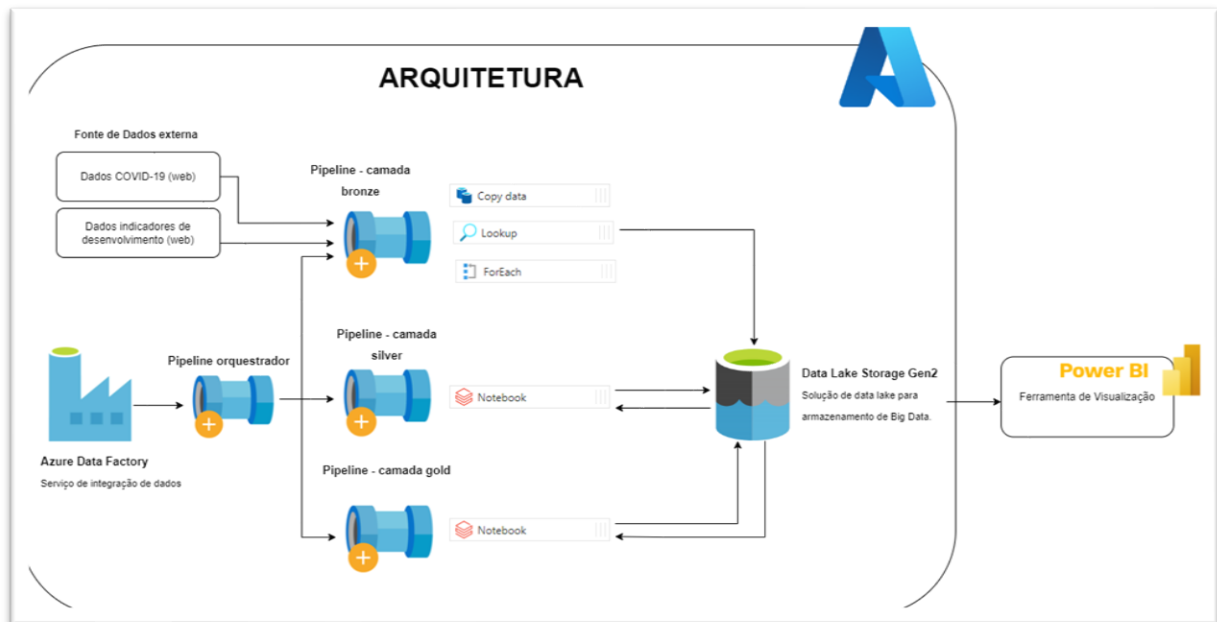 ARQUITETURA
Fonte de Dados externa
Dados COVID-19 (web)
Dados indicadores de
desenvolvimento (web)
Pipeline - camada
bronze
Copy data
Lookup
ForEach
Pipeline - camada
silver
Notebook
Pipeline orquestrador
Azure Data Factory
Serviço de integração de dados
Pipeline - camada gold
Notebook
Data Lake Storage Gen2
Solução de data lake para
armazenamento de Big Data.
Power BI
Ferramenta de Visualização